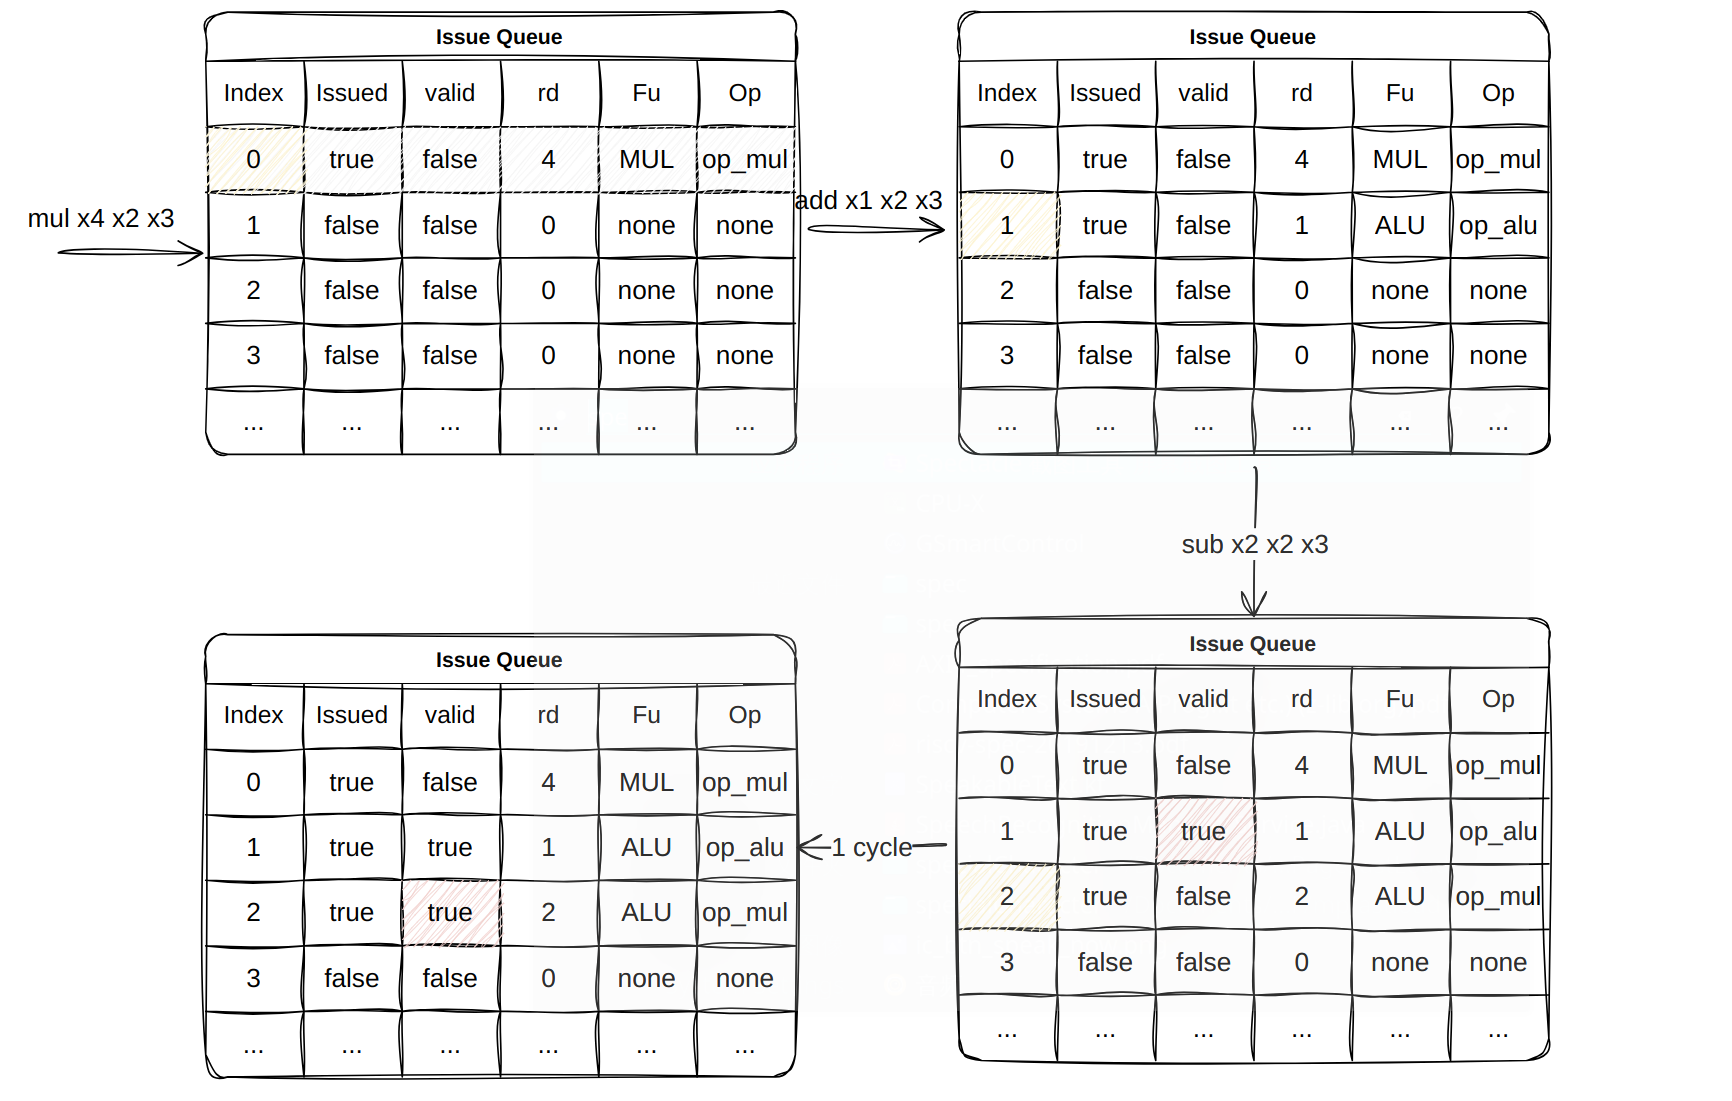 mul x4 x2 x3
Issue Queue
Index Issued valid rd Fu Op
0 true false 4 MUL op_mul
1 false false 0 none none
2 false false 0 none none
3 false false 0 none none
... ... ... ... ... ...
add x1 x2 x3
Issue Queue
Index Issued valid rd Fu Op
0 true false 4 MUL op_mul
1 true false 1 ALU op_alu
2 false false 0 none none
3 false false 0 none none
... ... ... ... ... ...
sub x2 x2 x3
Issue Queue
Index Issued valid rd Fu Op
0 true false 4 MUL op_mul
1 true true 1 ALU op_alu
2 true false 2 ALU op_mul
3 false false 0 none none
... ... ... ... ... ...
1 cycle
Issue Queue
Index Issued valid rd Fu Op
0 true false 4 MUL op_mul
1 true true 1 ALU op_alu
2 true true 2 ALU op_mul
3 false false 0 none none
... ... ... ... ... ...